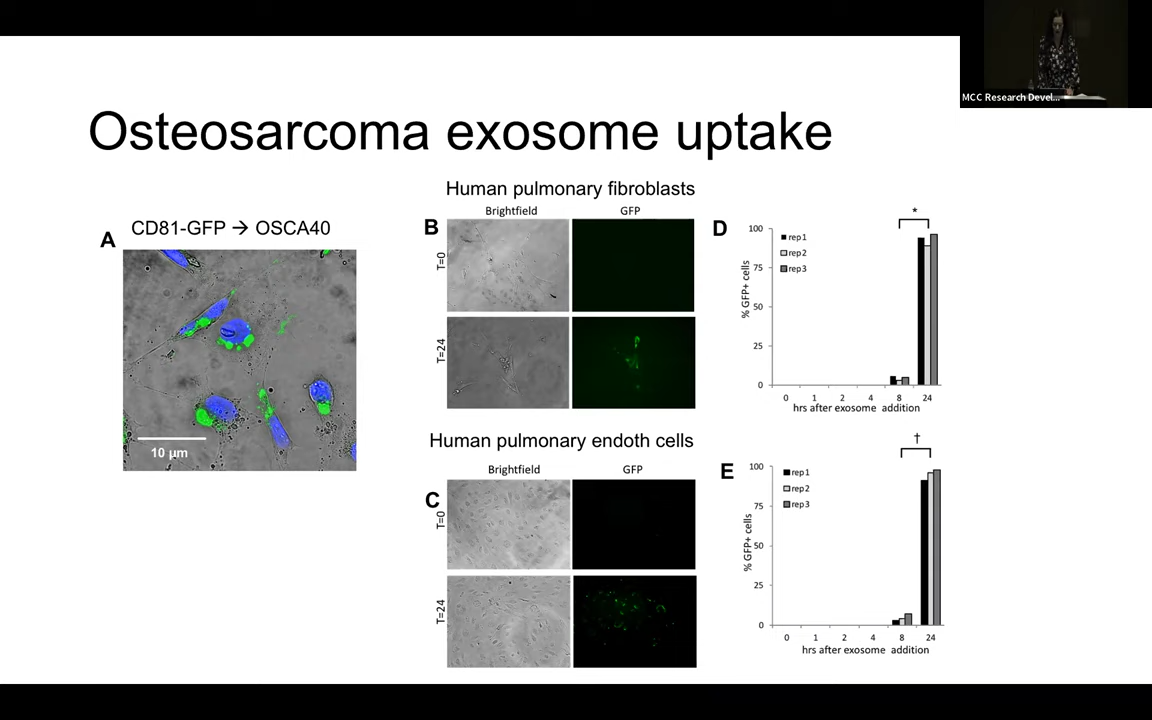 MCC Research Devel...
Osteosarcoma exosome uptake
A
CD81-GFP → OSCA40
10 µm
Human pulmonary fibroblasts
B
Brightfield
GFP
T=0
T=24
Human pulmonary endoth cells
C
Brightfield
GFP
T=0
T=24
D
*
100
75
50
25
0
% GFP+ cells
rep1
rep2
rep3
0 1 2 4 8 24
hrs after exosome addition
E
†
100
75
50
25
0
% GFP+ cells
rep1
rep2
rep3
0 1 2 4 8 24
hrs after exosome addition